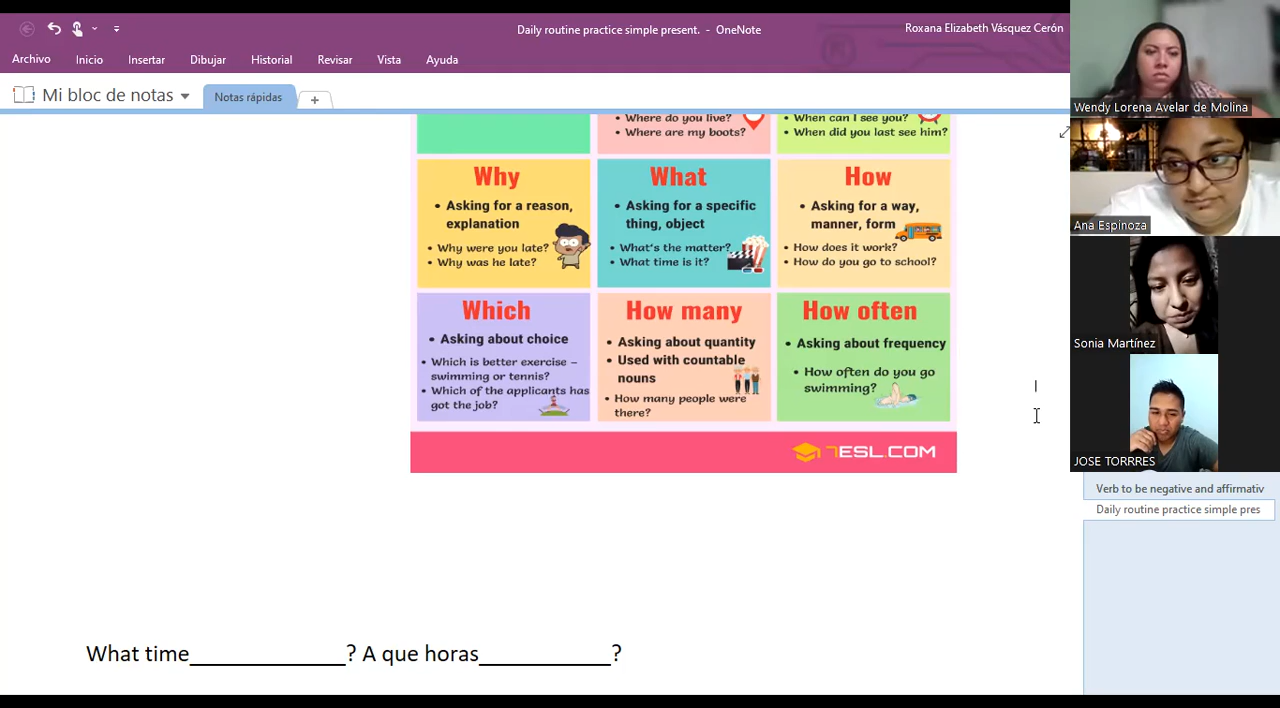 Daily routine practice simple present. - OneNote
Roxana Elizabeth Vásquez Cerón
Archivo Inicio Insertar Dibujar Historial Revisar Vista Ayuda
Mi bloc de notas
Notas rápidas
Where do you live?
Where are my boots?
When can I see you?
When did you last see him?
Why
Asking for a reason,
explanation
Why were you late?
Why was he late?
What
Asking for a specific
thing, object
What's the matter?
What time is it?
How
Asking for a way,
manner, form
How does it work?
How do you go to school?
Which
Asking about choice
Which is better exercise –
swimming or tennis?
Which of the applicants has
got the job?
How many
Asking about quantity
Used with countable
nouns
How many people were
there?
How often
Asking about frequency
How often do you go
swimming?
7ESL.COM
What time_____________? A que horas___________?
Wendy Lorena Avelar de Molina
Ana Espinoza
Sonia Martínez
JOSE TORRRES
Verb to be negative and affirmativ
Daily routine practice simple pres